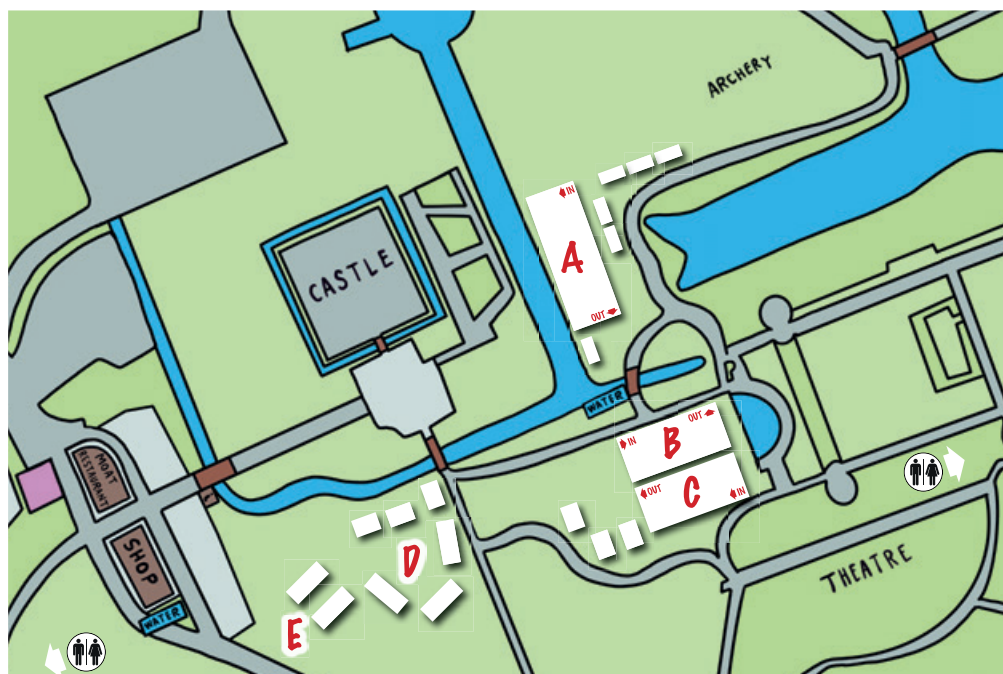 ARCHERY
IN
A
OUT
CASTLE
P
WATER
OUT
IN
B
OUT
C
IN
MOAT
RESTAURANT
SHOP
WATER
D
E
THEATRE